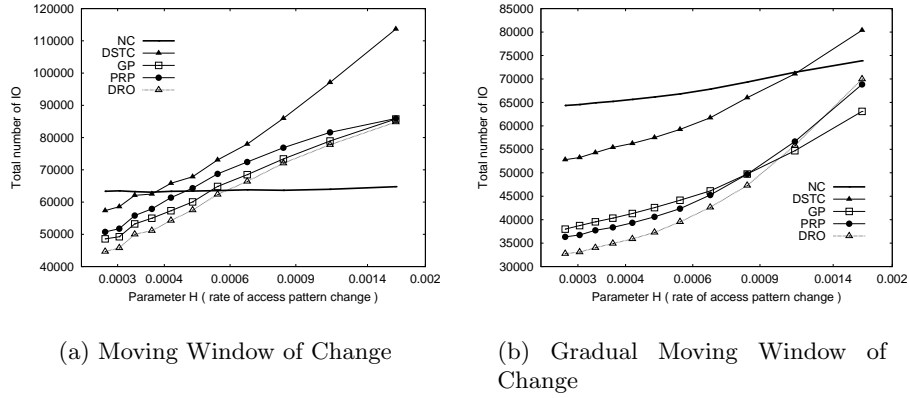 120000
110000
100000
90000
80000
70000
60000
50000
40000
Total number of IO
NC
DSTC
GP
PRP
DRO
0.0003 0.0004 0.0006 0.0009 0.0014 0.002
Parameter H ( rate of access pattern change )
(a) Moving Window of Change
85000
80000
75000
70000
65000
60000
55000
50000
45000
40000
35000
30000
Total number of IO
NC
DSTC
GP
PRP
DRO
0.0003 0.0004 0.0006 0.0009 0.0014 0.002
Parameter H ( rate of access pattern change )
(b) Gradual Moving Window of
Change